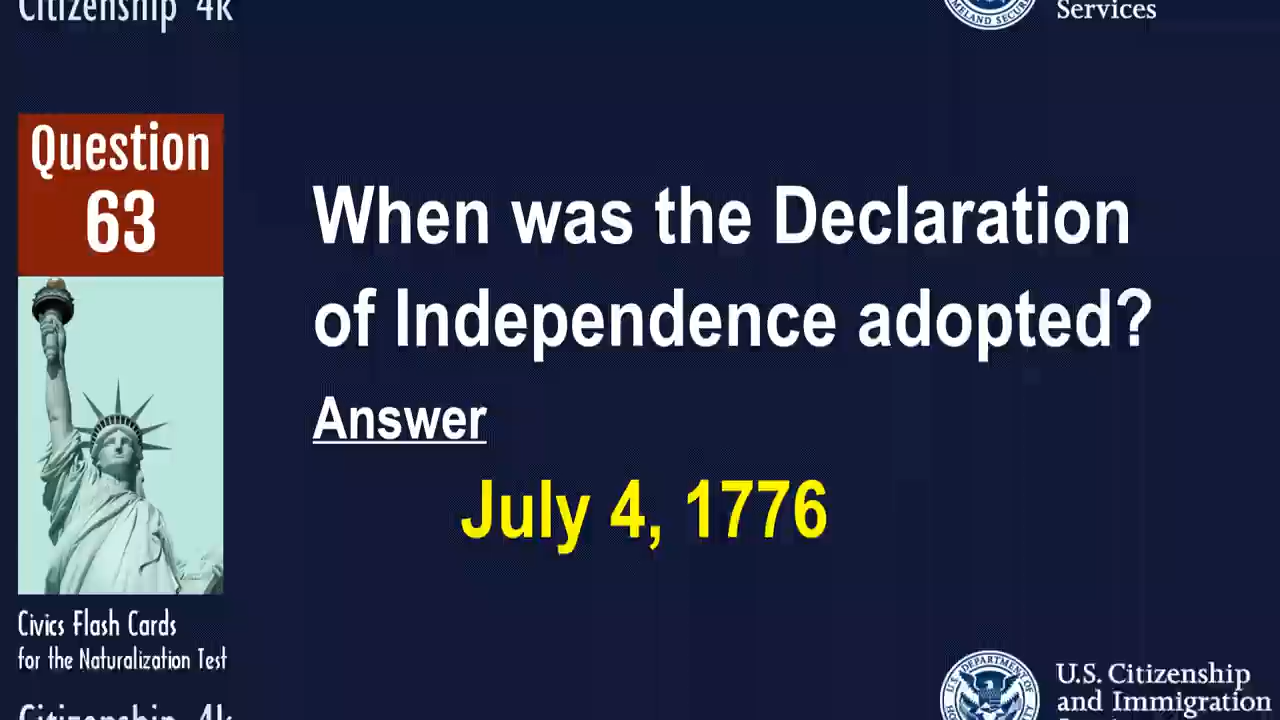 Citizenship 4k
Services
Question
63
When was the Declaration
of Independence adopted?
Answer
July 4, 1776
Civics Flash Cards
for the Naturalization Test
U.S. Citizenship
and Immigration
Citizenship 4k